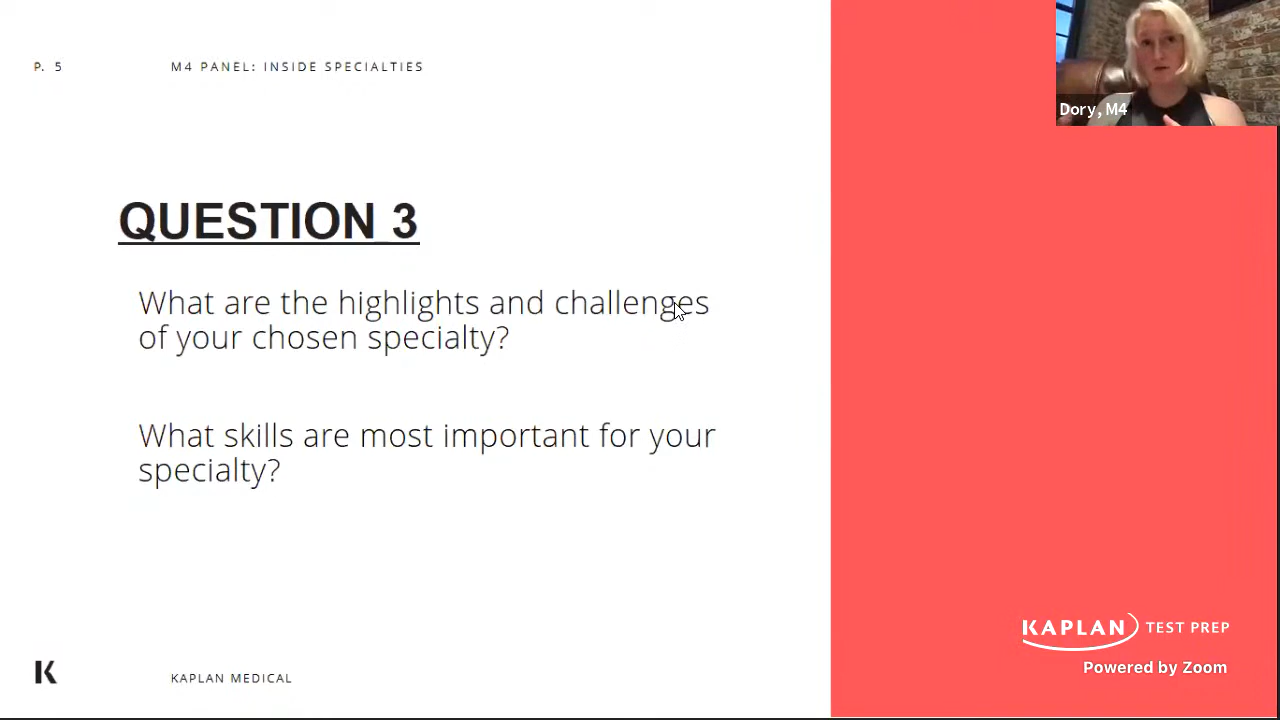 P. 5 M4 PANEL: INSIDE SPECIALTIES
Dory, M4
QUESTION 3
What are the highlights and challenges
of your chosen specialty?
What skills are most important for your
specialty?
KAPLAN TEST PREP
Powered by Zoom
K KAPLAN MEDICAL